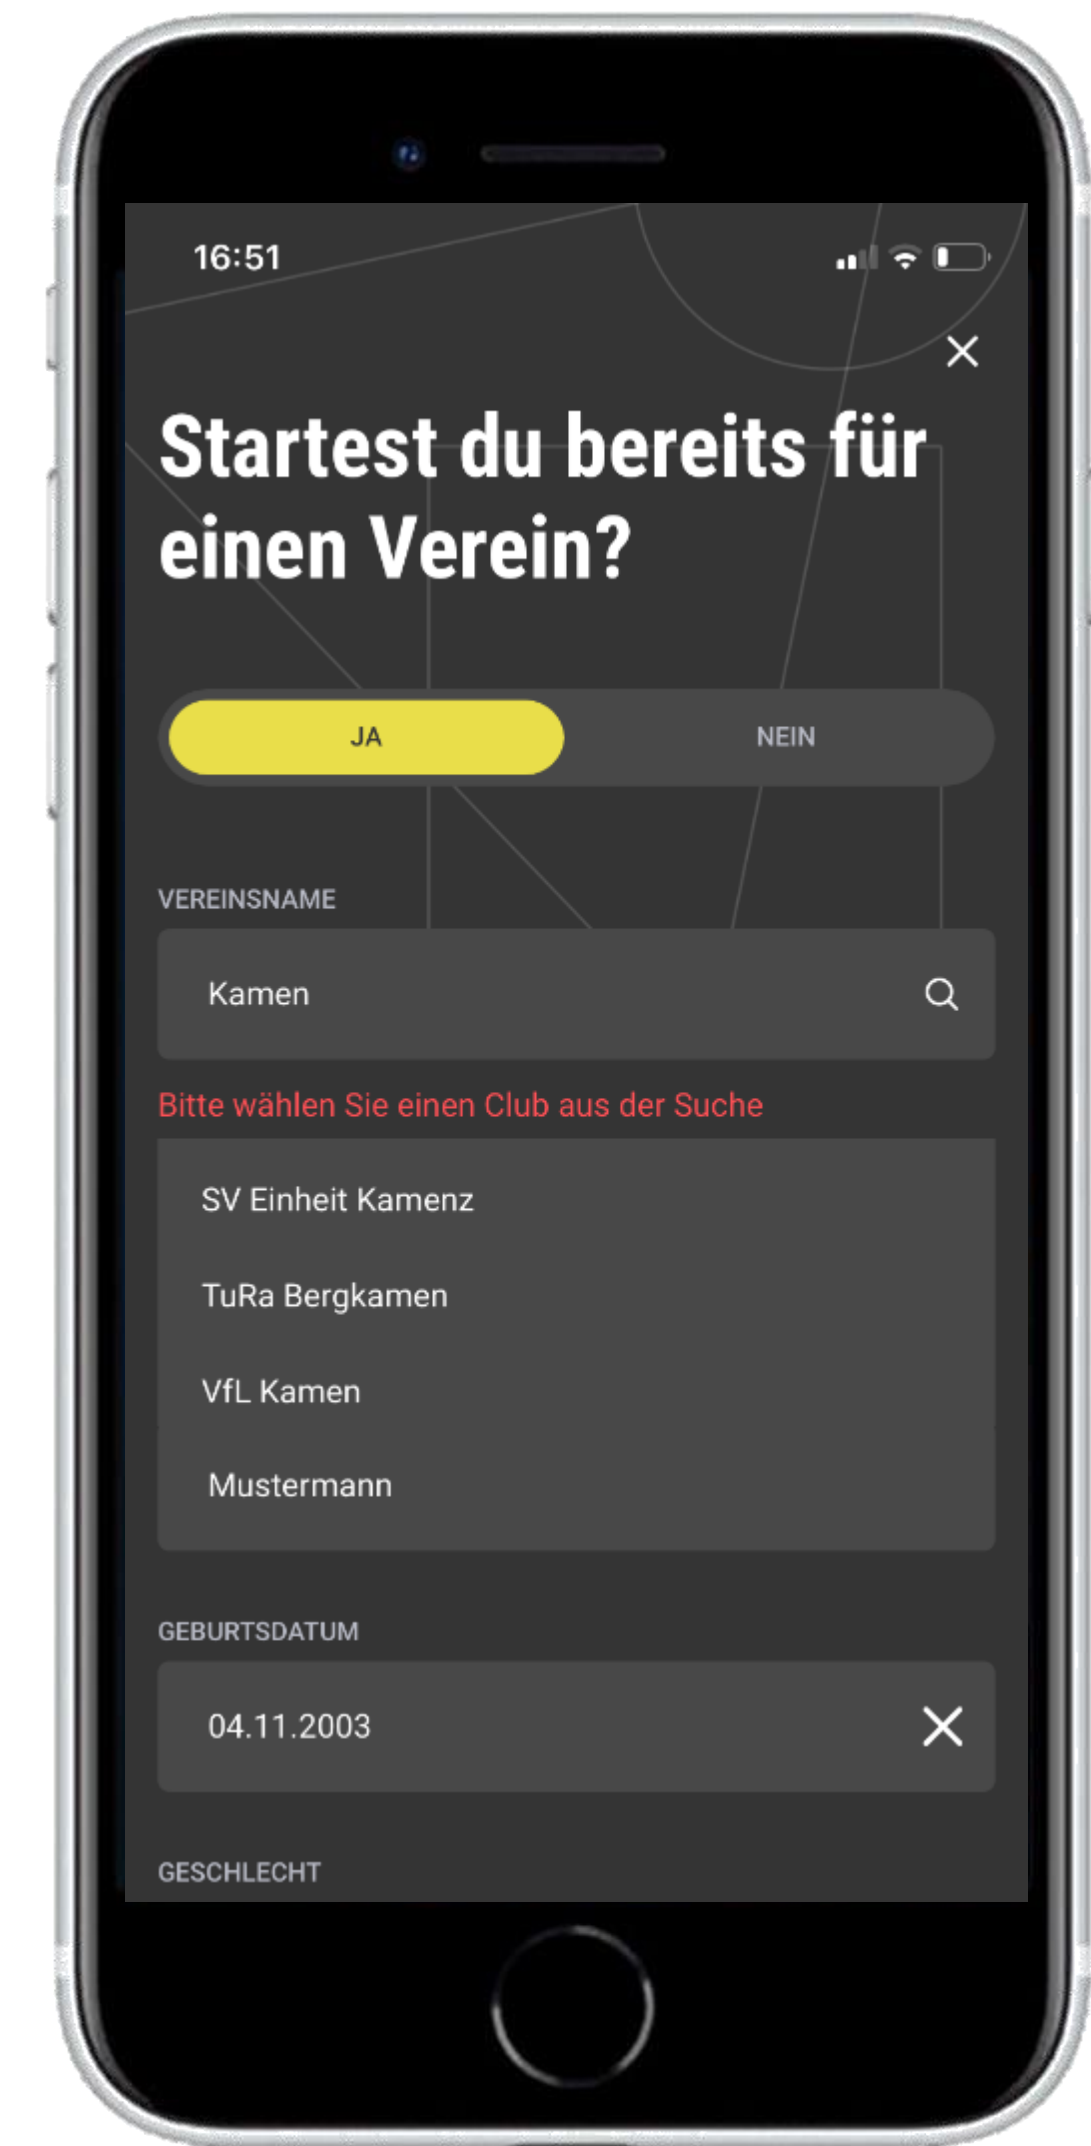 16:51
Startest du bereits für
einen Verein?
JA
NEIN
VEREINSNAME
Kamen
Bitte wählen Sie einen Club aus der Suche
SV Einheit Kamenz
TuRa Bergkamen
VfL Kamen
Mustermann
GEBURTSDATUM
04.11.2003
GESCHLECHT